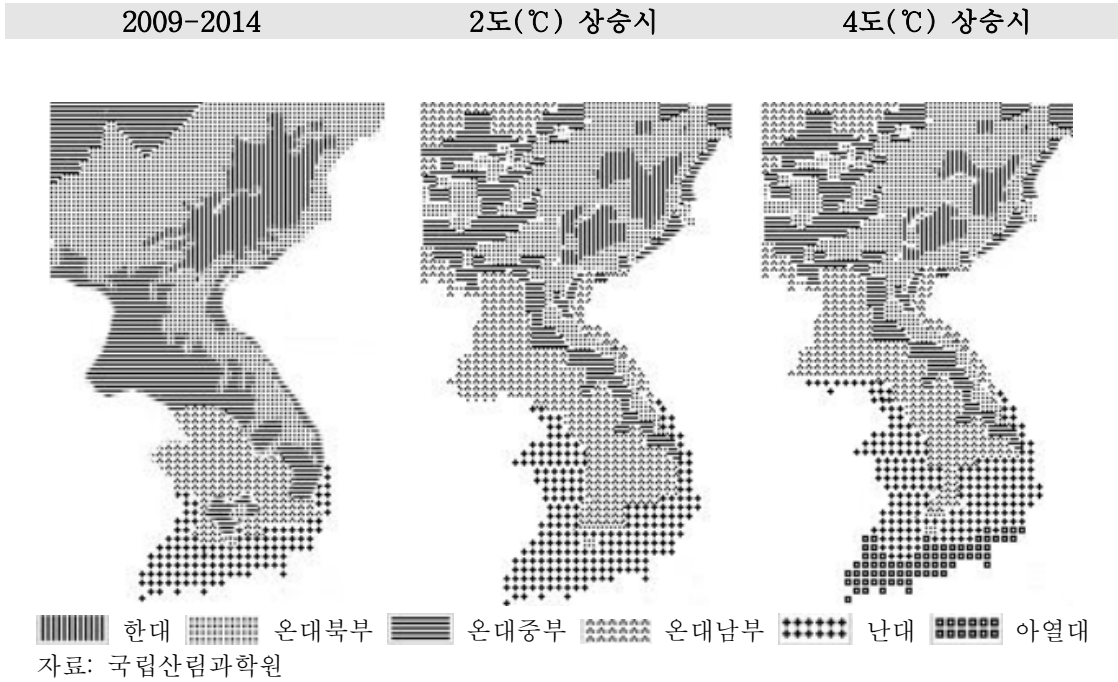 2009-2014 2도(℃) 상승시 4도(℃) 상승시
한대 온대북부 온대중부 온대남부 난대 아열대
자료: 국립산림과학원